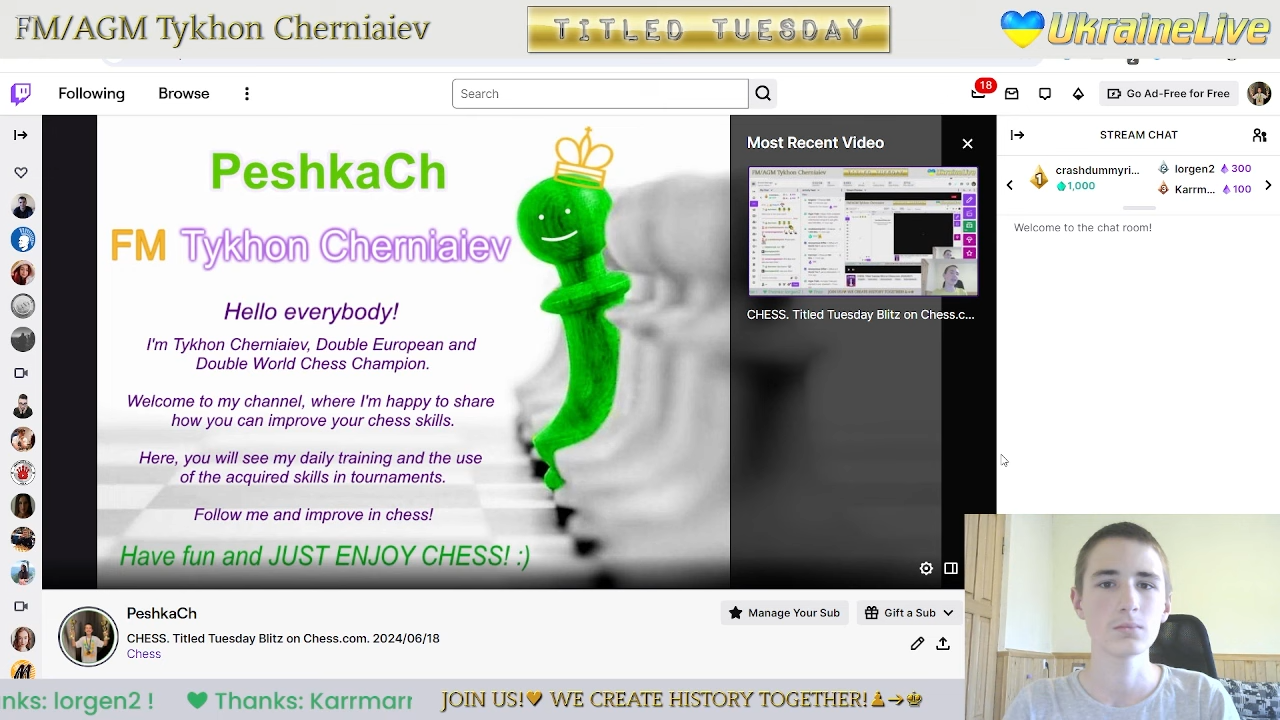 FM/AGM Tykhon Cherniaiev
TITLED TUESDAY
UkraineLive
Following
Browse
Search
18
Go Ad-Free for Free
PeshkaCh
FM Tykhon Cherniaiev
Hello everybody!
I'm Tykhon Cherniaiev, Double European and
Double World Chess Champion.
Welcome to my channel, where I'm happy to share
how you can improve your chess skills.
Here, you will see my daily training and the use
of the acquired skills in tournaments.
Follow me and improve in chess!
Have fun and JUST ENJOY CHESS! :)
Most Recent Video
CHESS. Titled Tuesday Blitz on Chess.c...
STREAM CHAT
1
crashdummyri...
1,000
lorgen2
300
Karrm...
100
Welcome to the chat room!
PeshkaCh
CHESS. Titled Tuesday Blitz on Chess.com. 2024/06/18
Chess
Manage Your Sub
Gift a Sub
nks: lorgen2 !
Thanks: Karrmarr
JOIN US!🧡 WE CREATE HISTORY TOGETHER!♟→♚